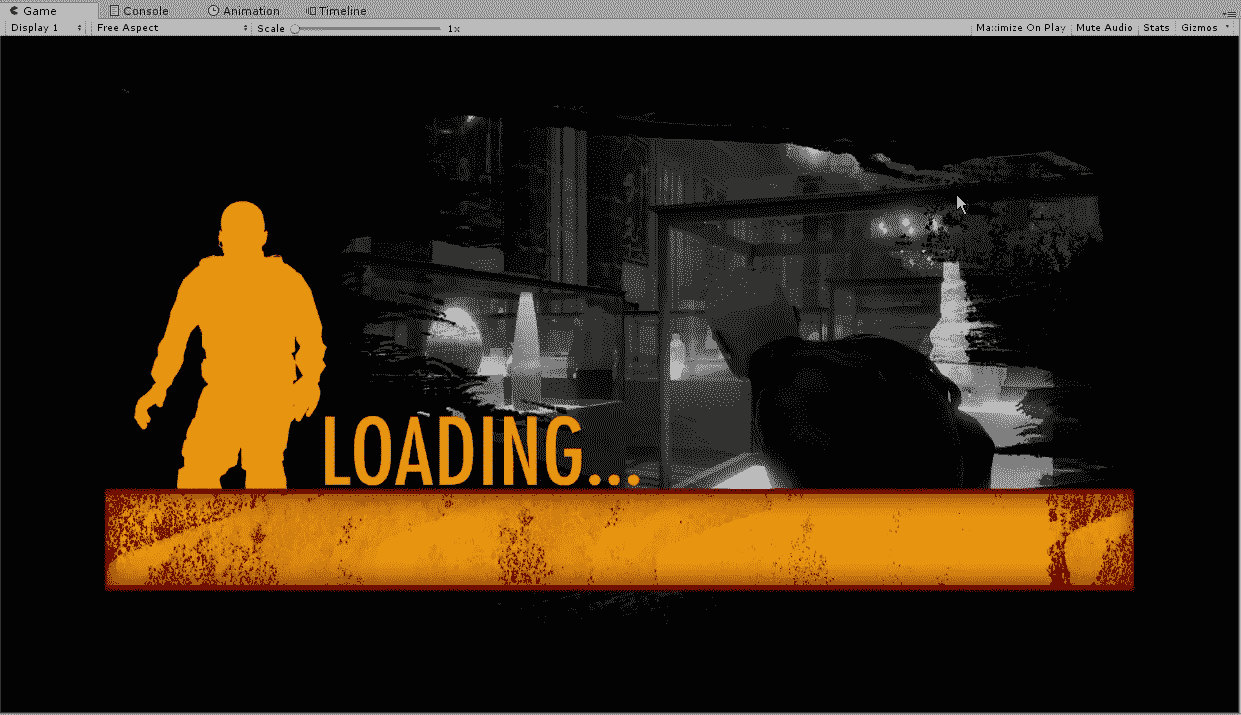 Game Console Animation Timeline
Display 1 Free Aspect Scale 1x Maximize On Play Mute Audio Stats Gizmos
LOADING...